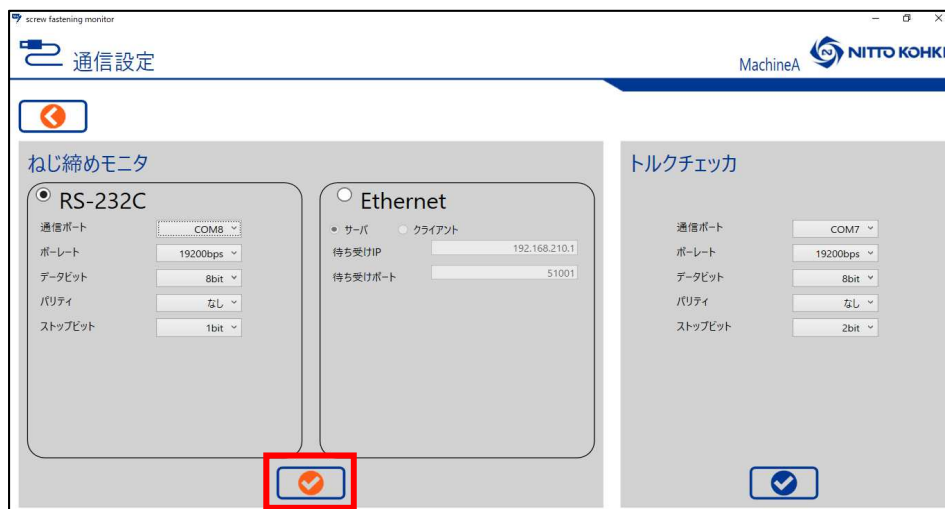 screw fastening monitor
通信設定
MachineA
NITTO KOHKI
ねじ締めモニタ
RS-232C
通信ポート COM8
ボーレート 19200bps
データビット 8bit
パリティ なし
ストップビット 1bit
Ethernet
サーバ クライアント
待ち受けIP 192.168.210.1
待ち受けポート 51001
トルクチェッカ
通信ポート COM7
ボーレート 19200bps
データビット 8bit
パリティ なし
ストップビット 2bit